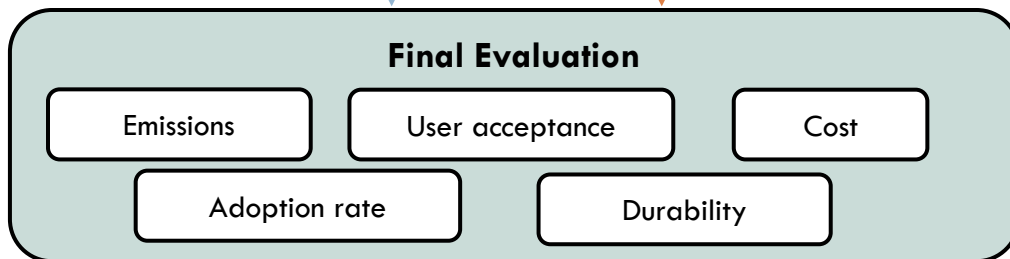 Final Evaluation
Emissions
User acceptance
Cost
Adoption rate
Durability